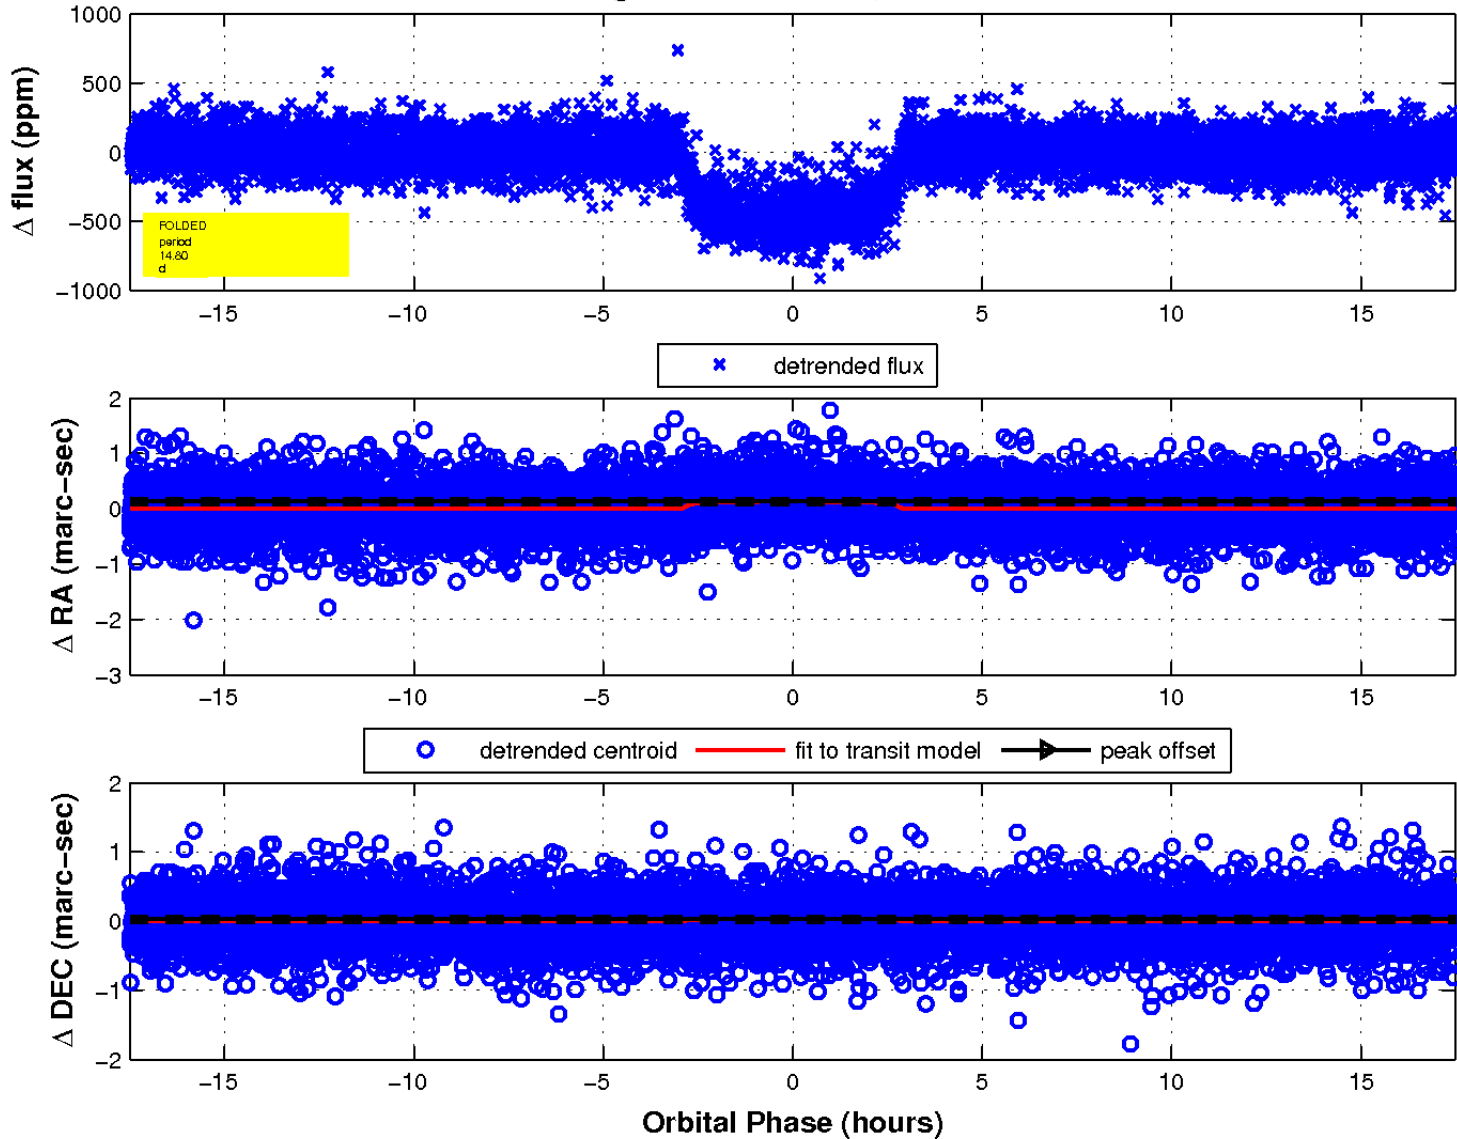 Δ flux (ppm)
1000
500
0
−500
−1000
FOLDED
period
14.80
d
−15 −10 −5 0 5 10 15
detrended flux
Δ RA (marc−sec)
2
1
0
−1
−2
−3
−15 −10 −5 0 5 10 15
detrended centroid fit to transit model peak offset
Δ DEC (marc−sec)
2
1
0
−1
−2
−15 −10 −5 0 5 10 15
Orbital Phase (hours)